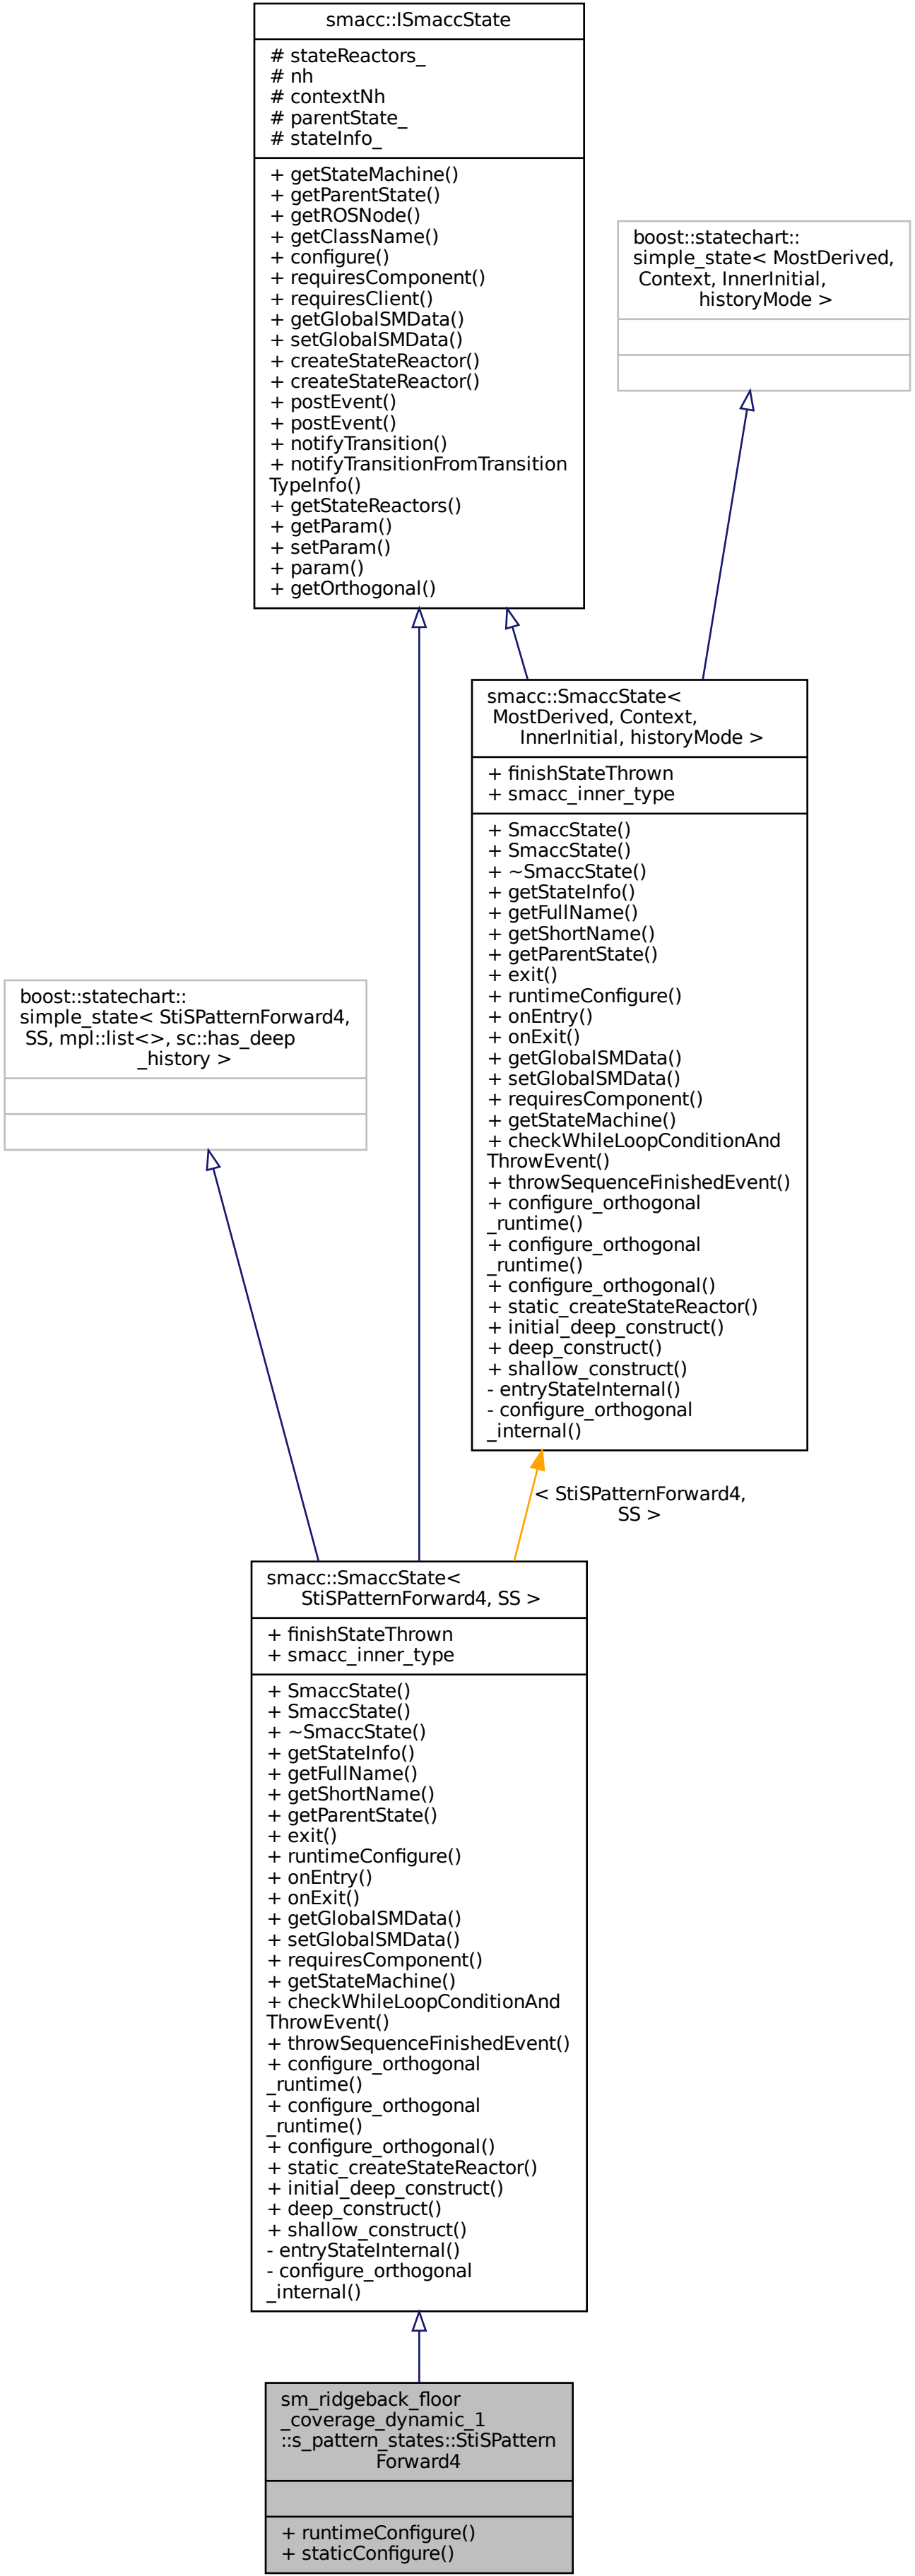 smacc::ISmaccState
# stateReactors_
# nh
# contextNh
# parentState_
# stateInfo_
+ getStateMachine()
+ getParentState()
+ getROSNode()
+ getClassName()
+ configure()
+ requiresComponent()
+ requiresClient()
+ getGlobalSMData()
+ setGlobalSMData()
+ createStateReactor()
+ createStateReactor()
+ postEvent()
+ postEvent()
+ notifyTransition()
+ notifyTransitionFromTransition
TypeInfo()
+ getStateReactors()
+ getParam()
+ setParam()
+ param()
+ getOrthogonal()
boost::statechart::
simple_state< MostDerived,
Context, InnerInitial,
historyMode >
smacc::SmaccState<
MostDerived, Context,
InnerInitial, historyMode >
+ finishStateThrown
+ smacc_inner_type
+ SmaccState()
+ SmaccState()
+ ~SmaccState()
+ getStateInfo()
+ getFullName()
+ getShortName()
+ getParentState()
+ exit()
+ runtimeConfigure()
+ onEntry()
+ onExit()
+ getGlobalSMData()
+ setGlobalSMData()
+ requiresComponent()
+ getStateMachine()
+ checkWhileLoopConditionAnd
ThrowEvent()
+ throwSequenceFinishedEvent()
+ configure_orthogonal
_runtime()
+ configure_orthogonal
_runtime()
+ configure_orthogonal()
+ static_createStateReactor()
+ initial_deep_construct()
+ deep_construct()
+ shallow_construct()
- entryStateInternal()
- configure_orthogonal
_internal()
boost::statechart::
simple_state< StiSPatternForward4,
SS, mpl::list<>, sc::has_deep
_history >
< StiSPatternForward4,
SS >
smacc::SmaccState<
StiSPatternForward4, SS >
+ finishStateThrown
+ smacc_inner_type
+ SmaccState()
+ SmaccState()
+ ~SmaccState()
+ getStateInfo()
+ getFullName()
+ getShortName()
+ getParentState()
+ exit()
+ runtimeConfigure()
+ onEntry()
+ onExit()
+ getGlobalSMData()
+ setGlobalSMData()
+ requiresComponent()
+ getStateMachine()
+ checkWhileLoopConditionAnd
ThrowEvent()
+ throwSequenceFinishedEvent()
+ configure_orthogonal
_runtime()
+ configure_orthogonal
_runtime()
+ configure_orthogonal()
+ static_createStateReactor()
+ initial_deep_construct()
+ deep_construct()
+ shallow_construct()
- entryStateInternal()
- configure_orthogonal
_internal()
sm_ridgeback_floor
_coverage_dynamic_1
::s_pattern_states::StiSPattern
Forward4
+ runtimeConfigure()
+ staticConfigure()